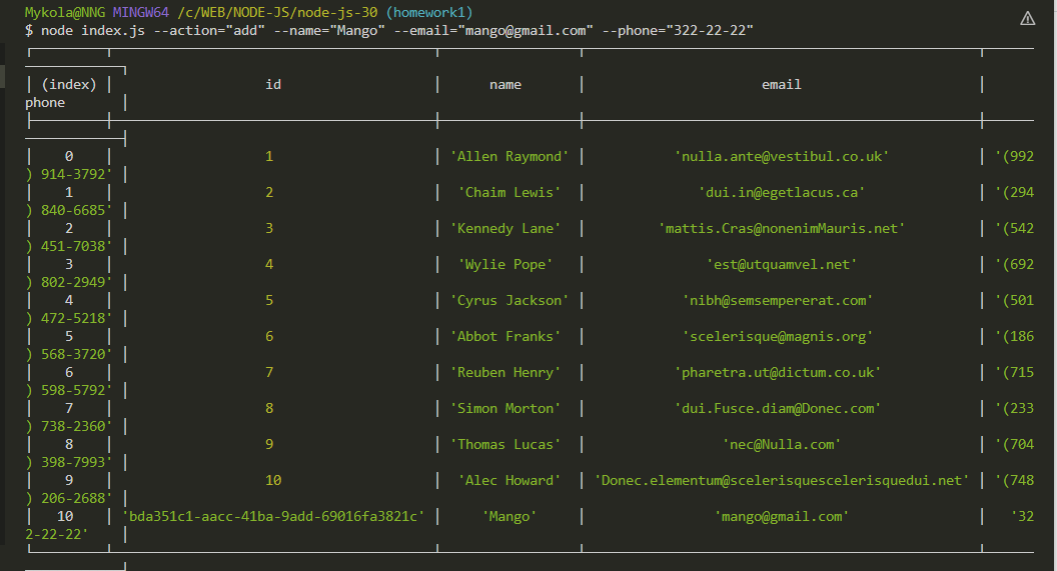 Mykola@NNG MINGW64 /c/WEB/NODE-JS/node-js-30 (homework1)
$ node index.js --action="add" --name="Mango" --email="mango@gmail.com" --phone="322-22-22"
│ (index) │ id │ name │ email │
phone │
│ 0 │ 1 │ 'Allen Raymond' │ 'nulla.ante@vestibul.co.uk' │ '(992
) 914-3792' │
│ 1 │ 2 │ 'Chaim Lewis' │ 'dui.in@egetlacus.ca' │ '(294
) 840-6685' │
│ 2 │ 3 │ 'Kennedy Lane' │ 'mattis.Cras@nonenimMauris.net' │ '(542
) 451-7038' │
│ 3 │ 4 │ 'Wylie Pope' │ 'est@utquamvel.net' │ '(692
) 802-2949' │
│ 4 │ 5 │ 'Cyrus Jackson' │ 'nibh@semsempererat.com' │ '(501
) 472-5218' │
│ 5 │ 6 │ 'Abbot Franks' │ 'scelerisque@magnis.org' │ '(186
) 568-3720' │
│ 6 │ 7 │ 'Reuben Henry' │ 'pharetra.ut@dictum.co.uk' │ '(715
) 598-5792' │
│ 7 │ 8 │ 'Simon Morton' │ 'dui.Fusce.diam@Donec.com' │ '(233
) 738-2360' │
│ 8 │ 9 │ 'Thomas Lucas' │ 'nec@Nulla.com' │ '(704
) 398-7993' │
│ 9 │ 10 │ 'Alec Howard' │ 'Donec.elementum@scelerisquescelerisquedui.net' │ '(748
) 206-2688' │
│ 10 │ 'bda351c1-aacc-41ba-9add-69016fa3821c' │ 'Mango' │ 'mango@gmail.com' │ '32
2-22-22' │